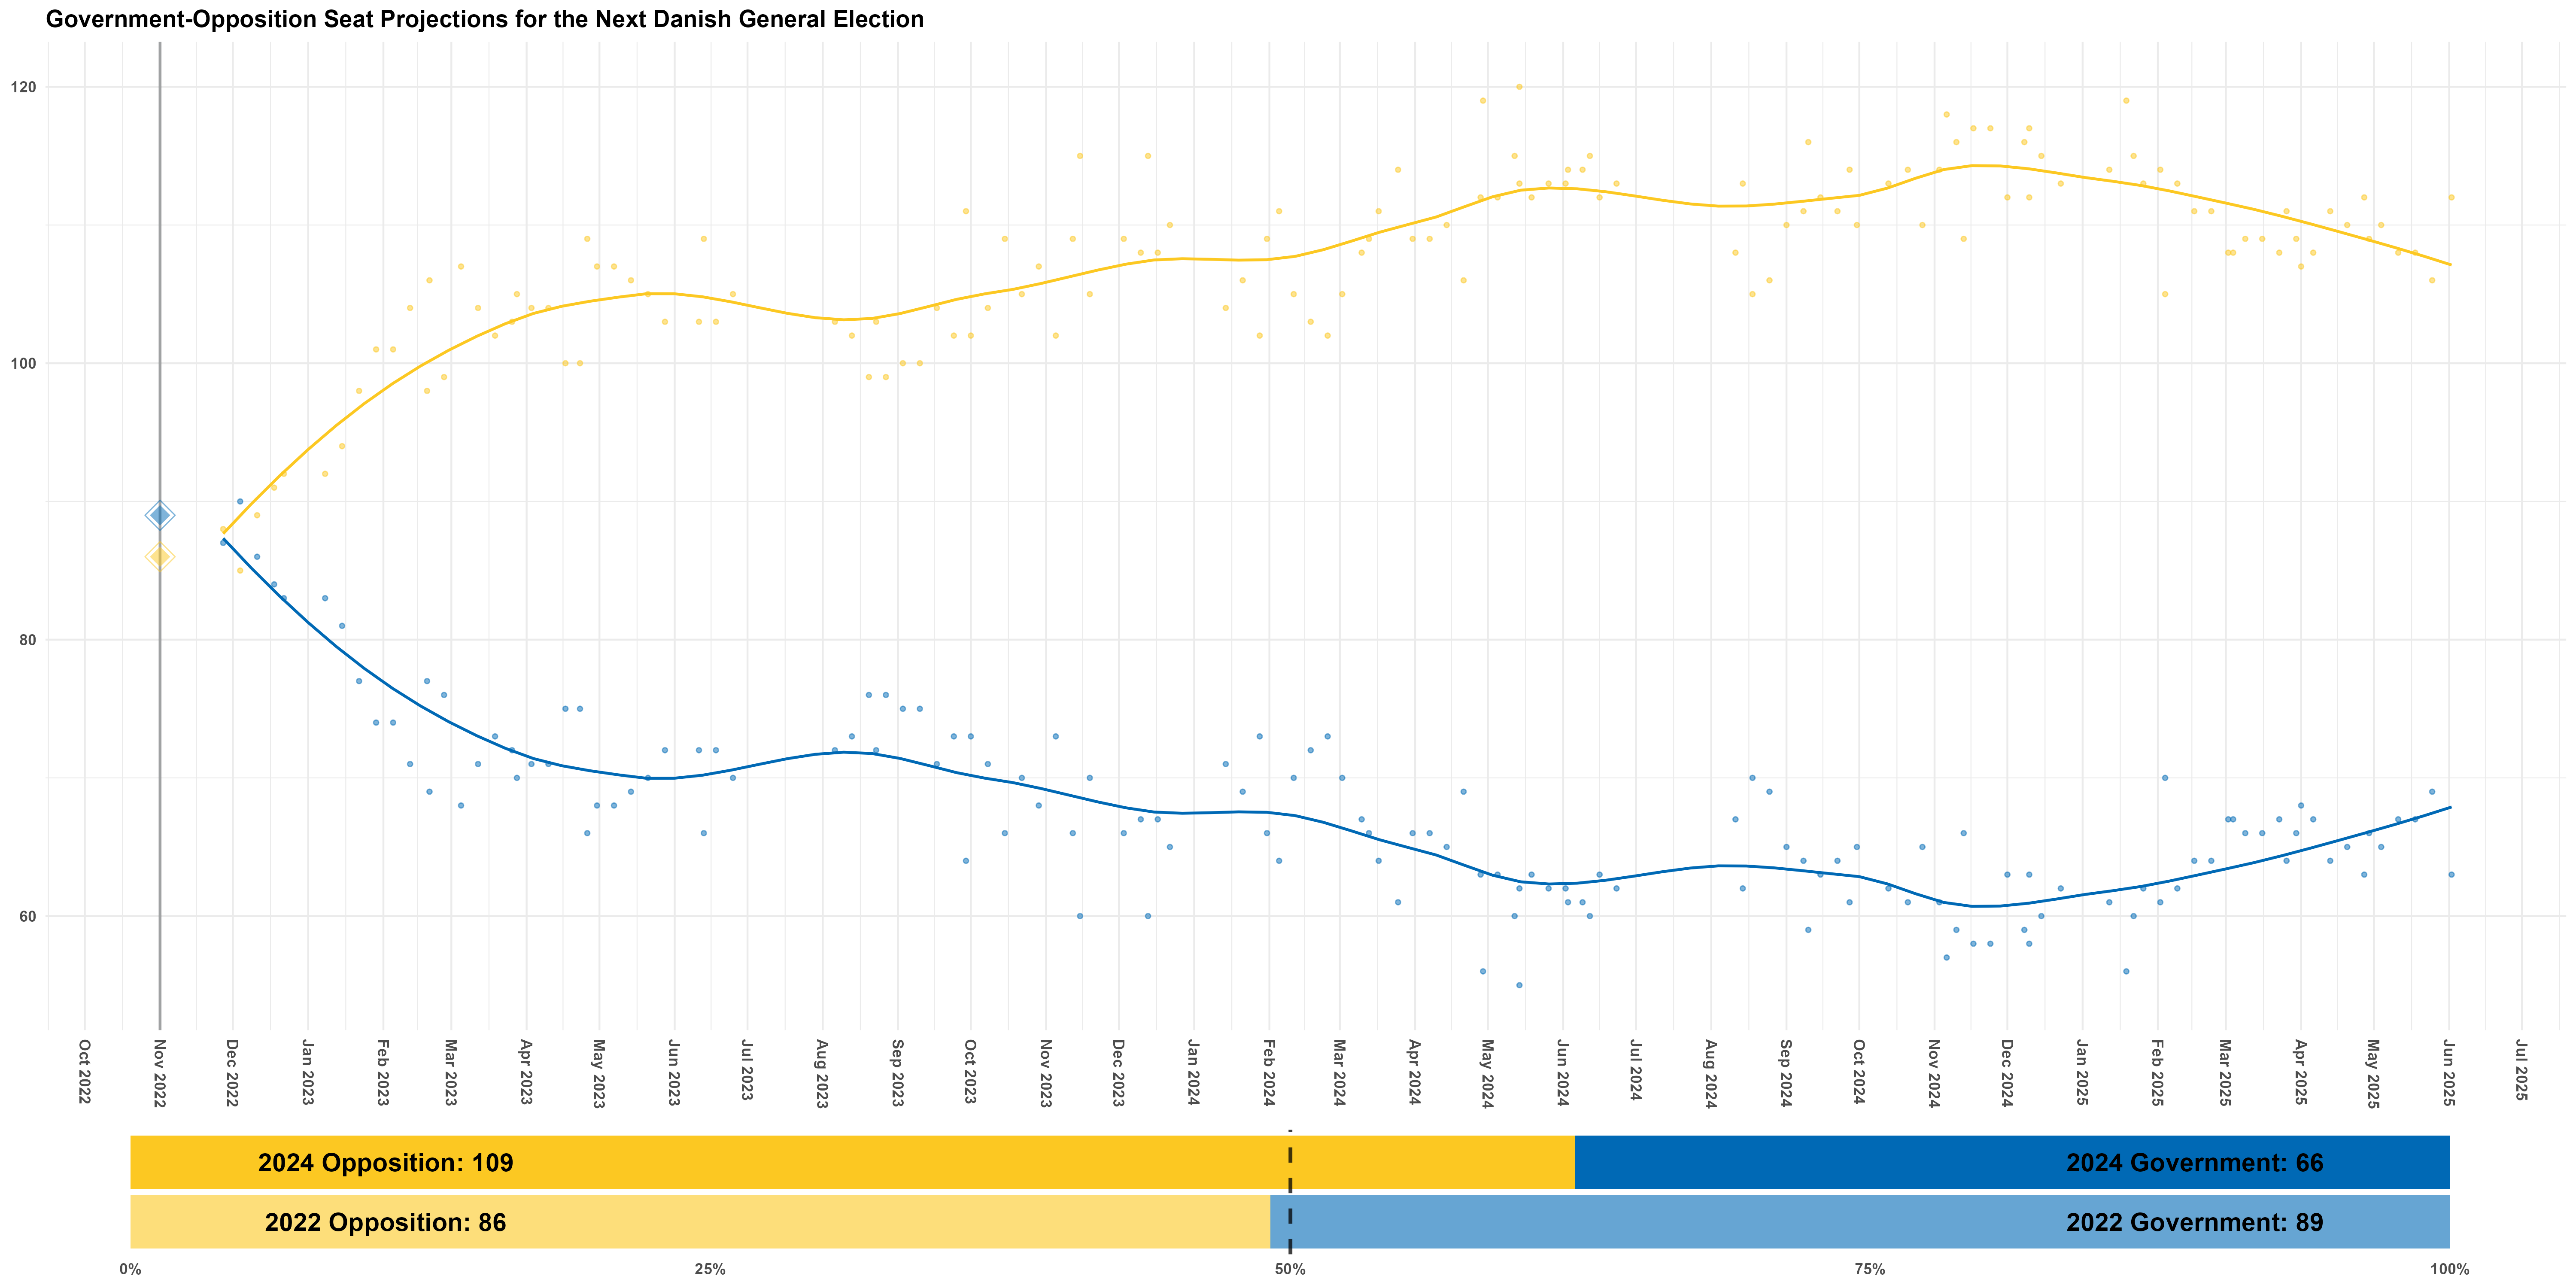 Government-Opposition Seat Projections for the Next Danish General Election
120
100
80
60
Oct 2022
Nov 2022
Dec 2022
Jan 2023
Feb 2023
Mar 2023
Apr 2023
May 2023
Jun 2023
Jul 2023
Aug 2023
Sep 2023
Oct 2023
Nov 2023
Dec 2023
Jan 2024
Feb 2024
Mar 2024
Apr 2024
May 2024
Jun 2024
Jul 2024
Aug 2024
Sep 2024
Oct 2024
Nov 2024
Dec 2024
Jan 2025
Feb 2025
Mar 2025
Apr 2025
May 2025
Jun 2025
Jul 2025
2024 Opposition: 109 2024 Government: 66
2022 Opposition: 86 2022 Government: 89
0% 25% 50% 75% 100%